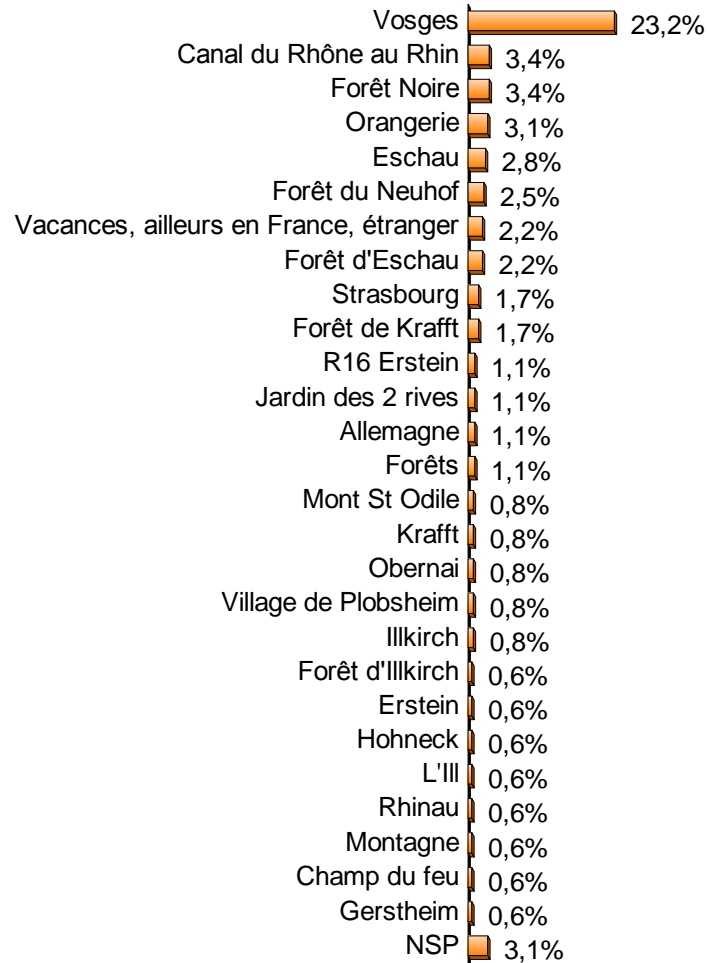 Vosges 23,2%
Canal du Rhône au Rhin 3,4%
Forêt Noire 3,4%
Orangerie 3,1%
Eschau 2,8%
Forêt du Neuhof 2,5%
Vacances, ailleurs en France, étranger 2,2%
Forêt d'Eschau 2,2%
Strasbourg 1,7%
Forêt de Krafft 1,7%
R16 Erstein 1,1%
Jardin des 2 rives 1,1%
Allemagne 1,1%
Forêts 1,1%
Mont St Odile 0,8%
Krafft 0,8%
Obernai 0,8%
Village de Plobsheim 0,8%
Illkirch 0,8%
Forêt d'Illkirch 0,6%
Erstein 0,6%
Hohneck 0,6%
L'Ill 0,6%
Rhinau 0,6%
Montagne 0,6%
Champ du feu 0,6%
Gerstheim 0,6%
NSP 3,1%